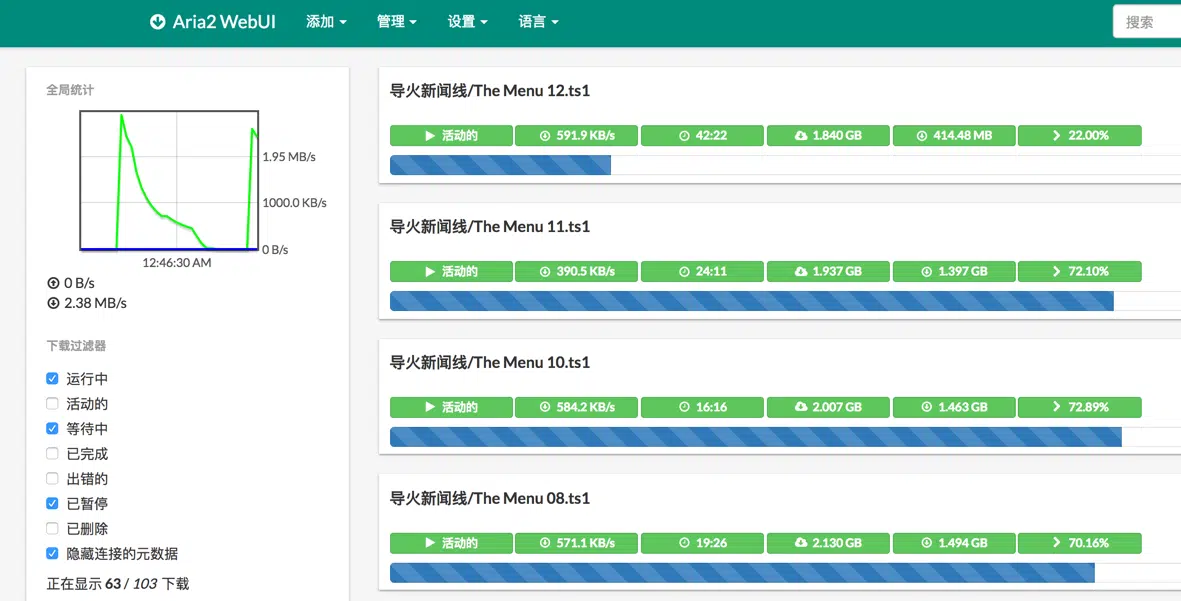 Aria2 WebUI 添加 管理 设置 语言 搜索
全局统计
1.95 MB/s
1000.0 KB/s
0 B/s
12:46:30 AM
0 B/s
2.38 MB/s
下载过滤器
运行中
活动的
等待中
已完成
出错的
已暂停
已删除
隐藏连接的元数据
正在显示 63 / 103 下载
导火新闻线/The Menu 12.ts1
活动的 591.9 KB/s 42:22 1.840 GB 414.48 MB 22.00%
导火新闻线/The Menu 11.ts1
活动的 390.5 KB/s 24:11 1.937 GB 1.397 GB 72.10%
导火新闻线/The Menu 10.ts1
活动的 584.2 KB/s 16:16 2.007 GB 1.463 GB 72.89%
导火新闻线/The Menu 08.ts1
活动的 571.1 KB/s 19:26 2.130 GB 1.494 GB 70.16%